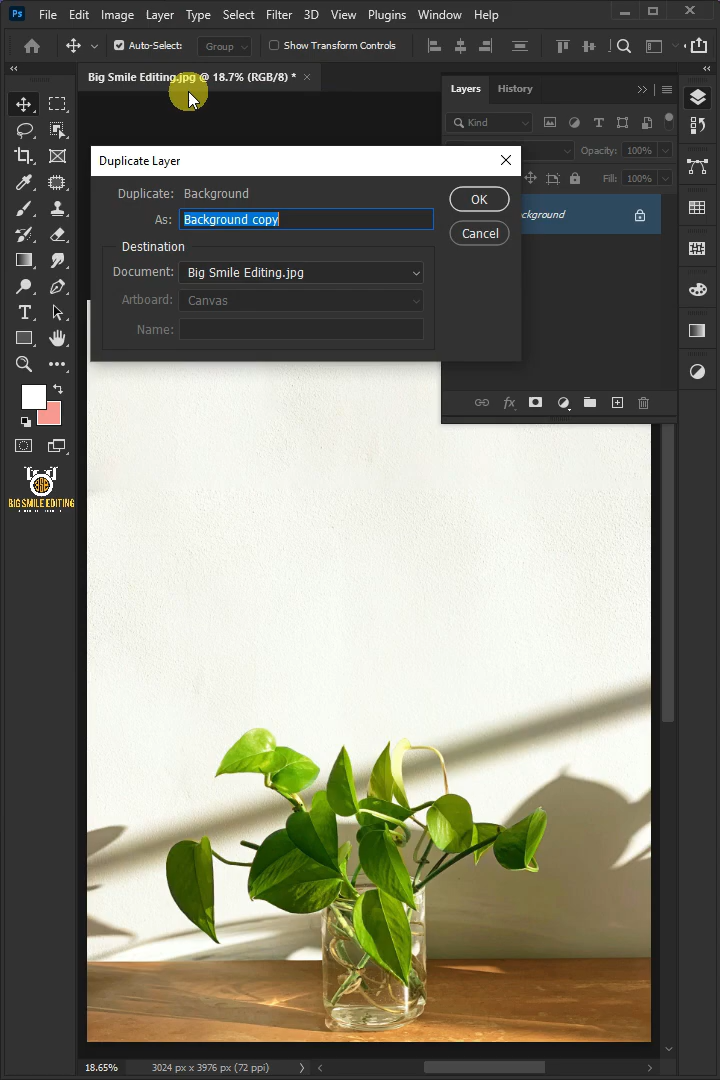 Ps File Edit Image Layer Type Select Filter 3D View Plugins Window Help
Auto-Select: Group Show Transform Controls
Big Smile Editing.jpg @ 18.7% (RGB/8) * ×
Layers History
Kind
Opacity: 100%
Fill: 100%
Duplicate Layer
Duplicate: Background
As: Background copy
OK
Cancel
ckground
Destination
Document: Big Smile Editing.jpg
Artboard: Canvas
Name:
fx
BIG SMILE EDITING
18.65% 3024 px x 3976 px (72 ppi)